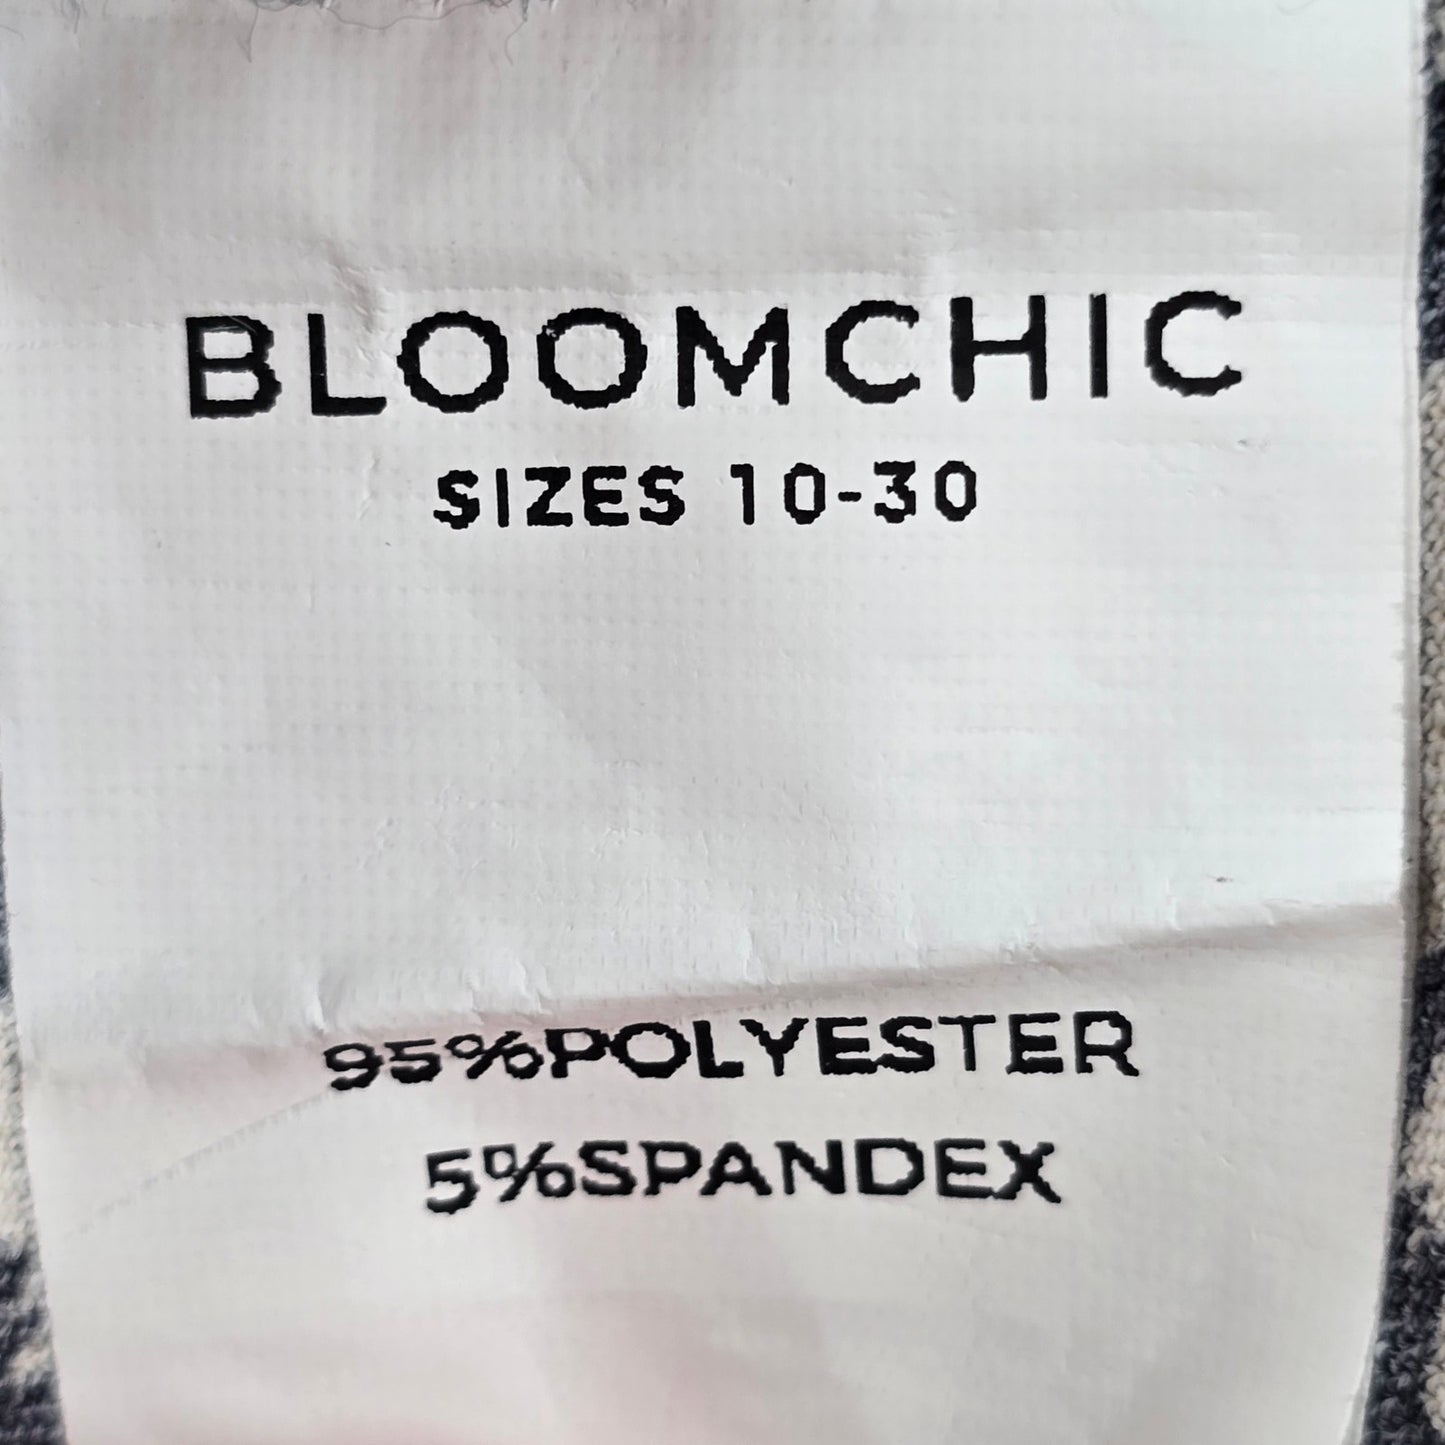 BLOOMCHIC
SIZES 10-30
95%POLYESTER
5%SPANDEX